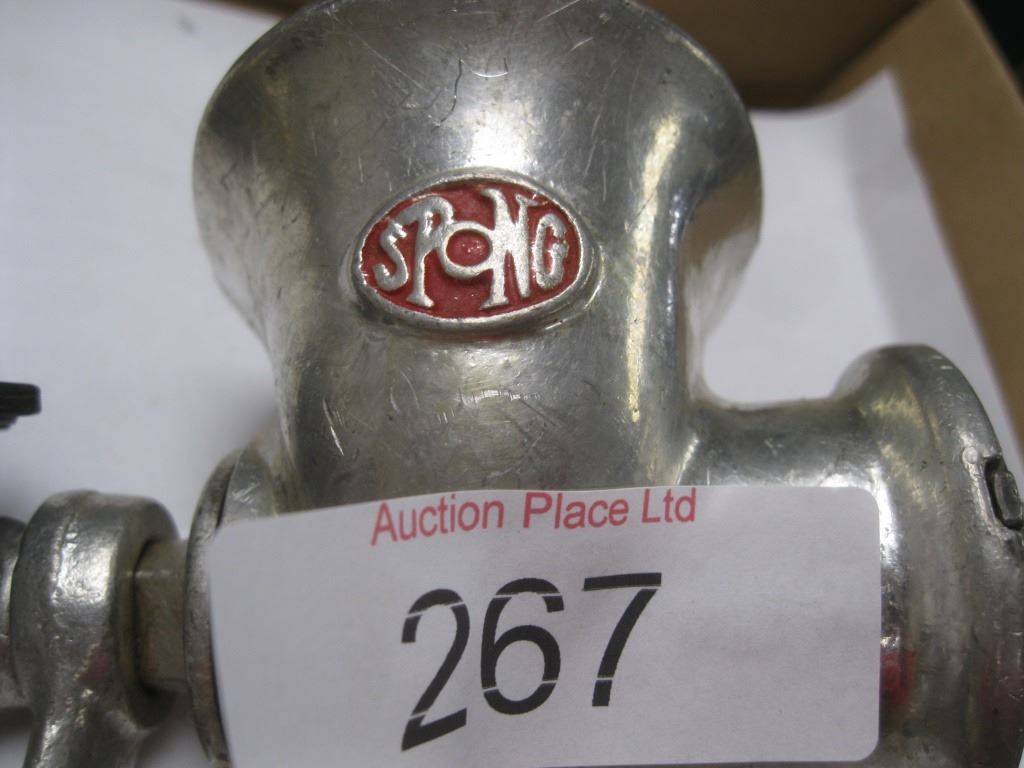 SPONG
Auction Place Ltd
267